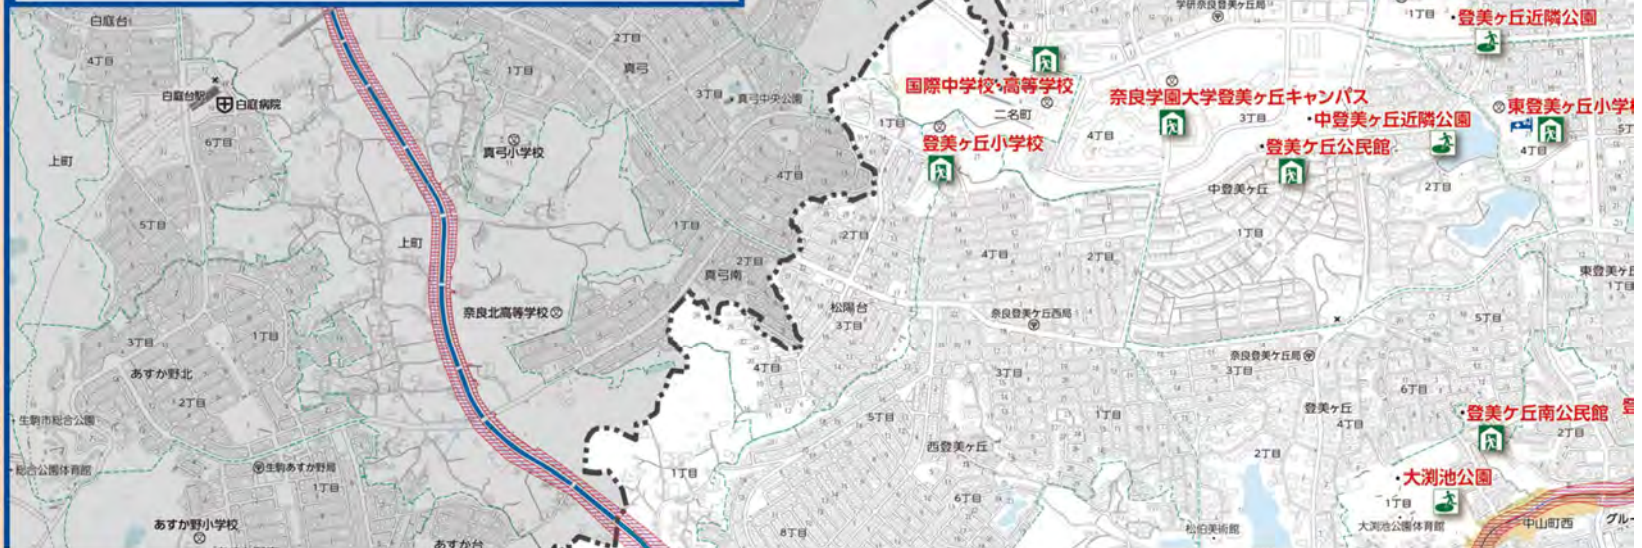 白庭台
2丁目
学研奈良登美ヶ丘局
1丁目
登美ヶ丘近隣公園
4丁目
1丁目
真弓
国際中学校・高等学校
奈良学園大学登美ヶ丘キャンパス
白庭台駅
白庭病院
3丁目
真弓中央公園
二名町
3丁目
中登美ヶ丘近隣公園
東登美ヶ丘小学校
6丁目
真弓小学校
1丁目
登美ヶ丘小学校
4丁目
登美ケ丘公民館
4丁目
上町
4丁目
中登美ヶ丘
2丁目
5丁目
上町
1丁目
2丁目
1丁目
2丁目
真弓南
4丁目
2丁目
東登美ヶ丘
1丁目
奈良北高等学校
松陽台
3丁目
奈良登美ケ丘西局
5丁目
3丁目
1丁目
あすか野北
4丁目
3丁目
奈良登美ケ丘局
3丁目
2丁目
6丁目
生駒市総合公園
5丁目
1丁目
登美ヶ丘
4丁目
登美ケ丘南公民館
登
2丁目
総合公園体育館
生駒あすか野局
1丁目
1丁目
西登美ヶ丘
2丁目
6丁目
大渕池公園
1丁目
あすか野小学校
あすか台
8丁目
松伯美術館
大渕池公園体育館
中山町西
グルー